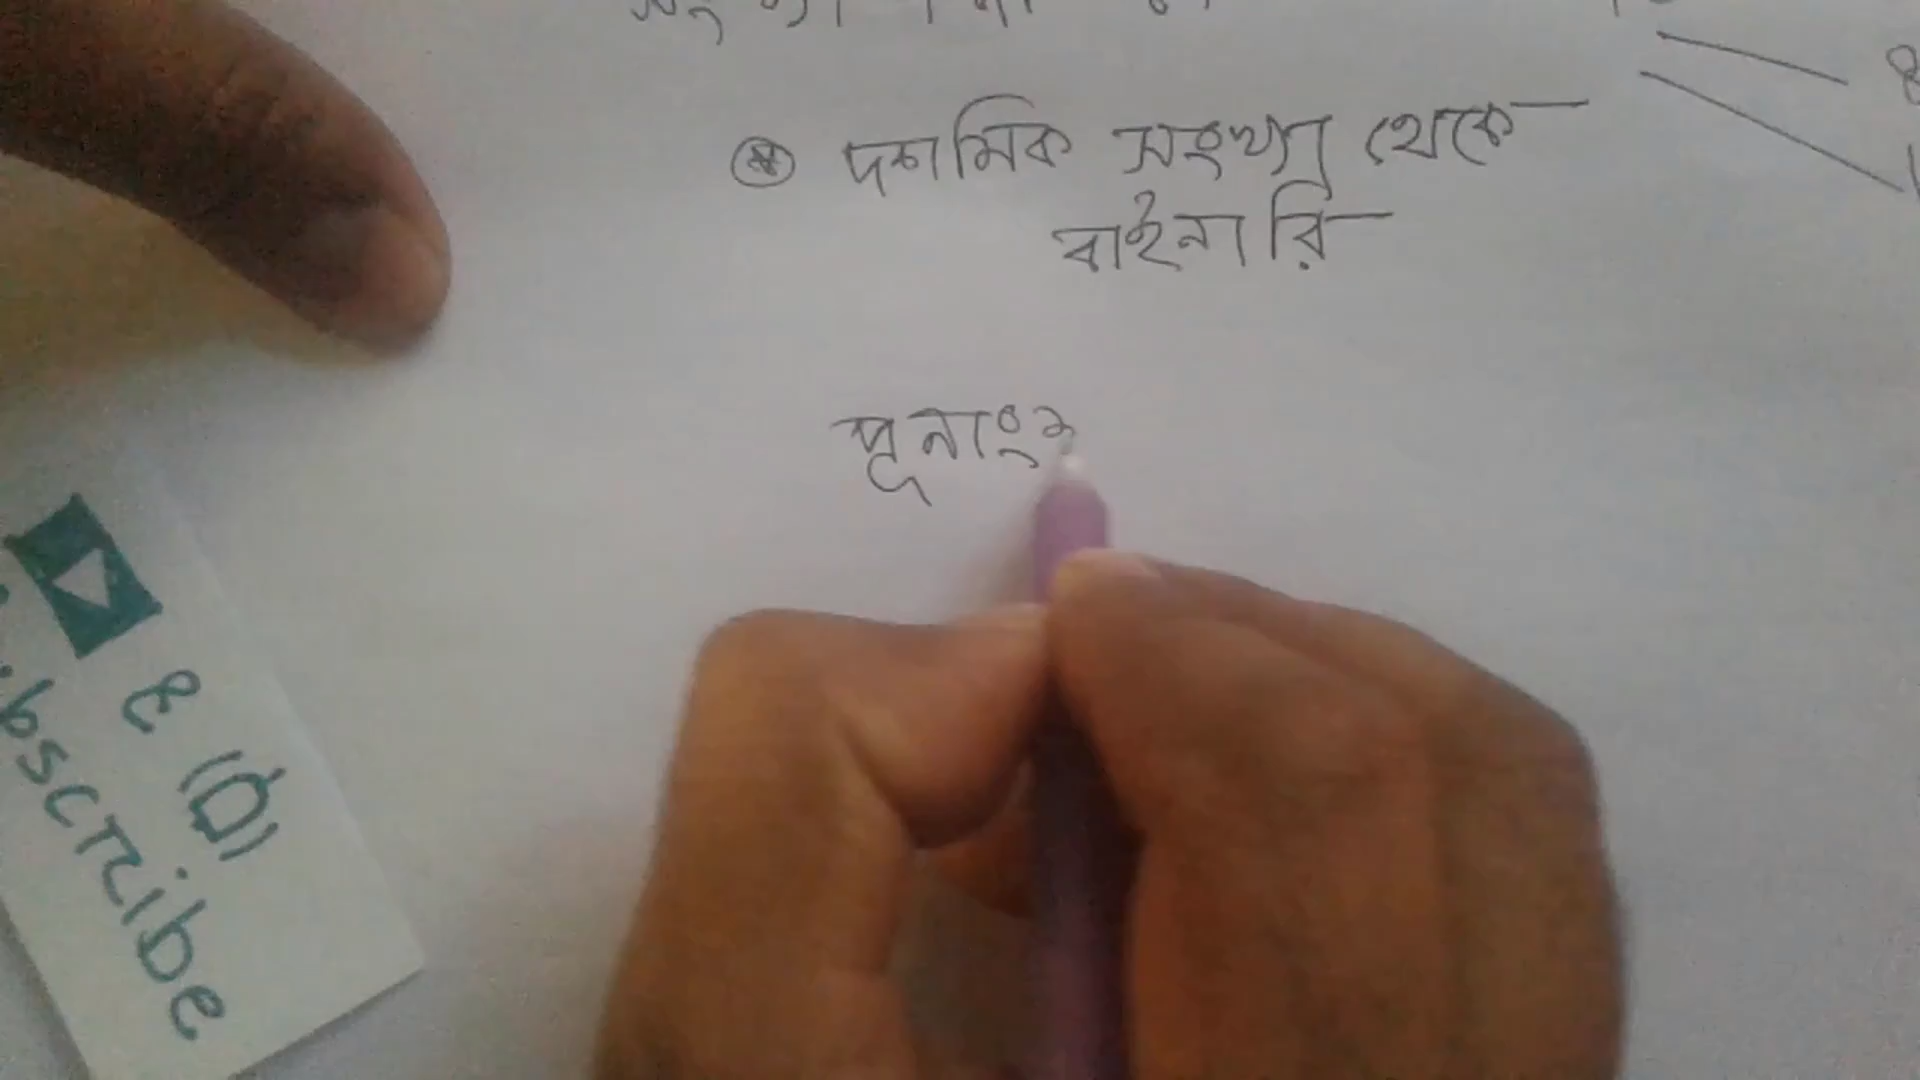 দশমিক সংখ্যা থেকে
বাইনারি
পূনাংশ
bscribe